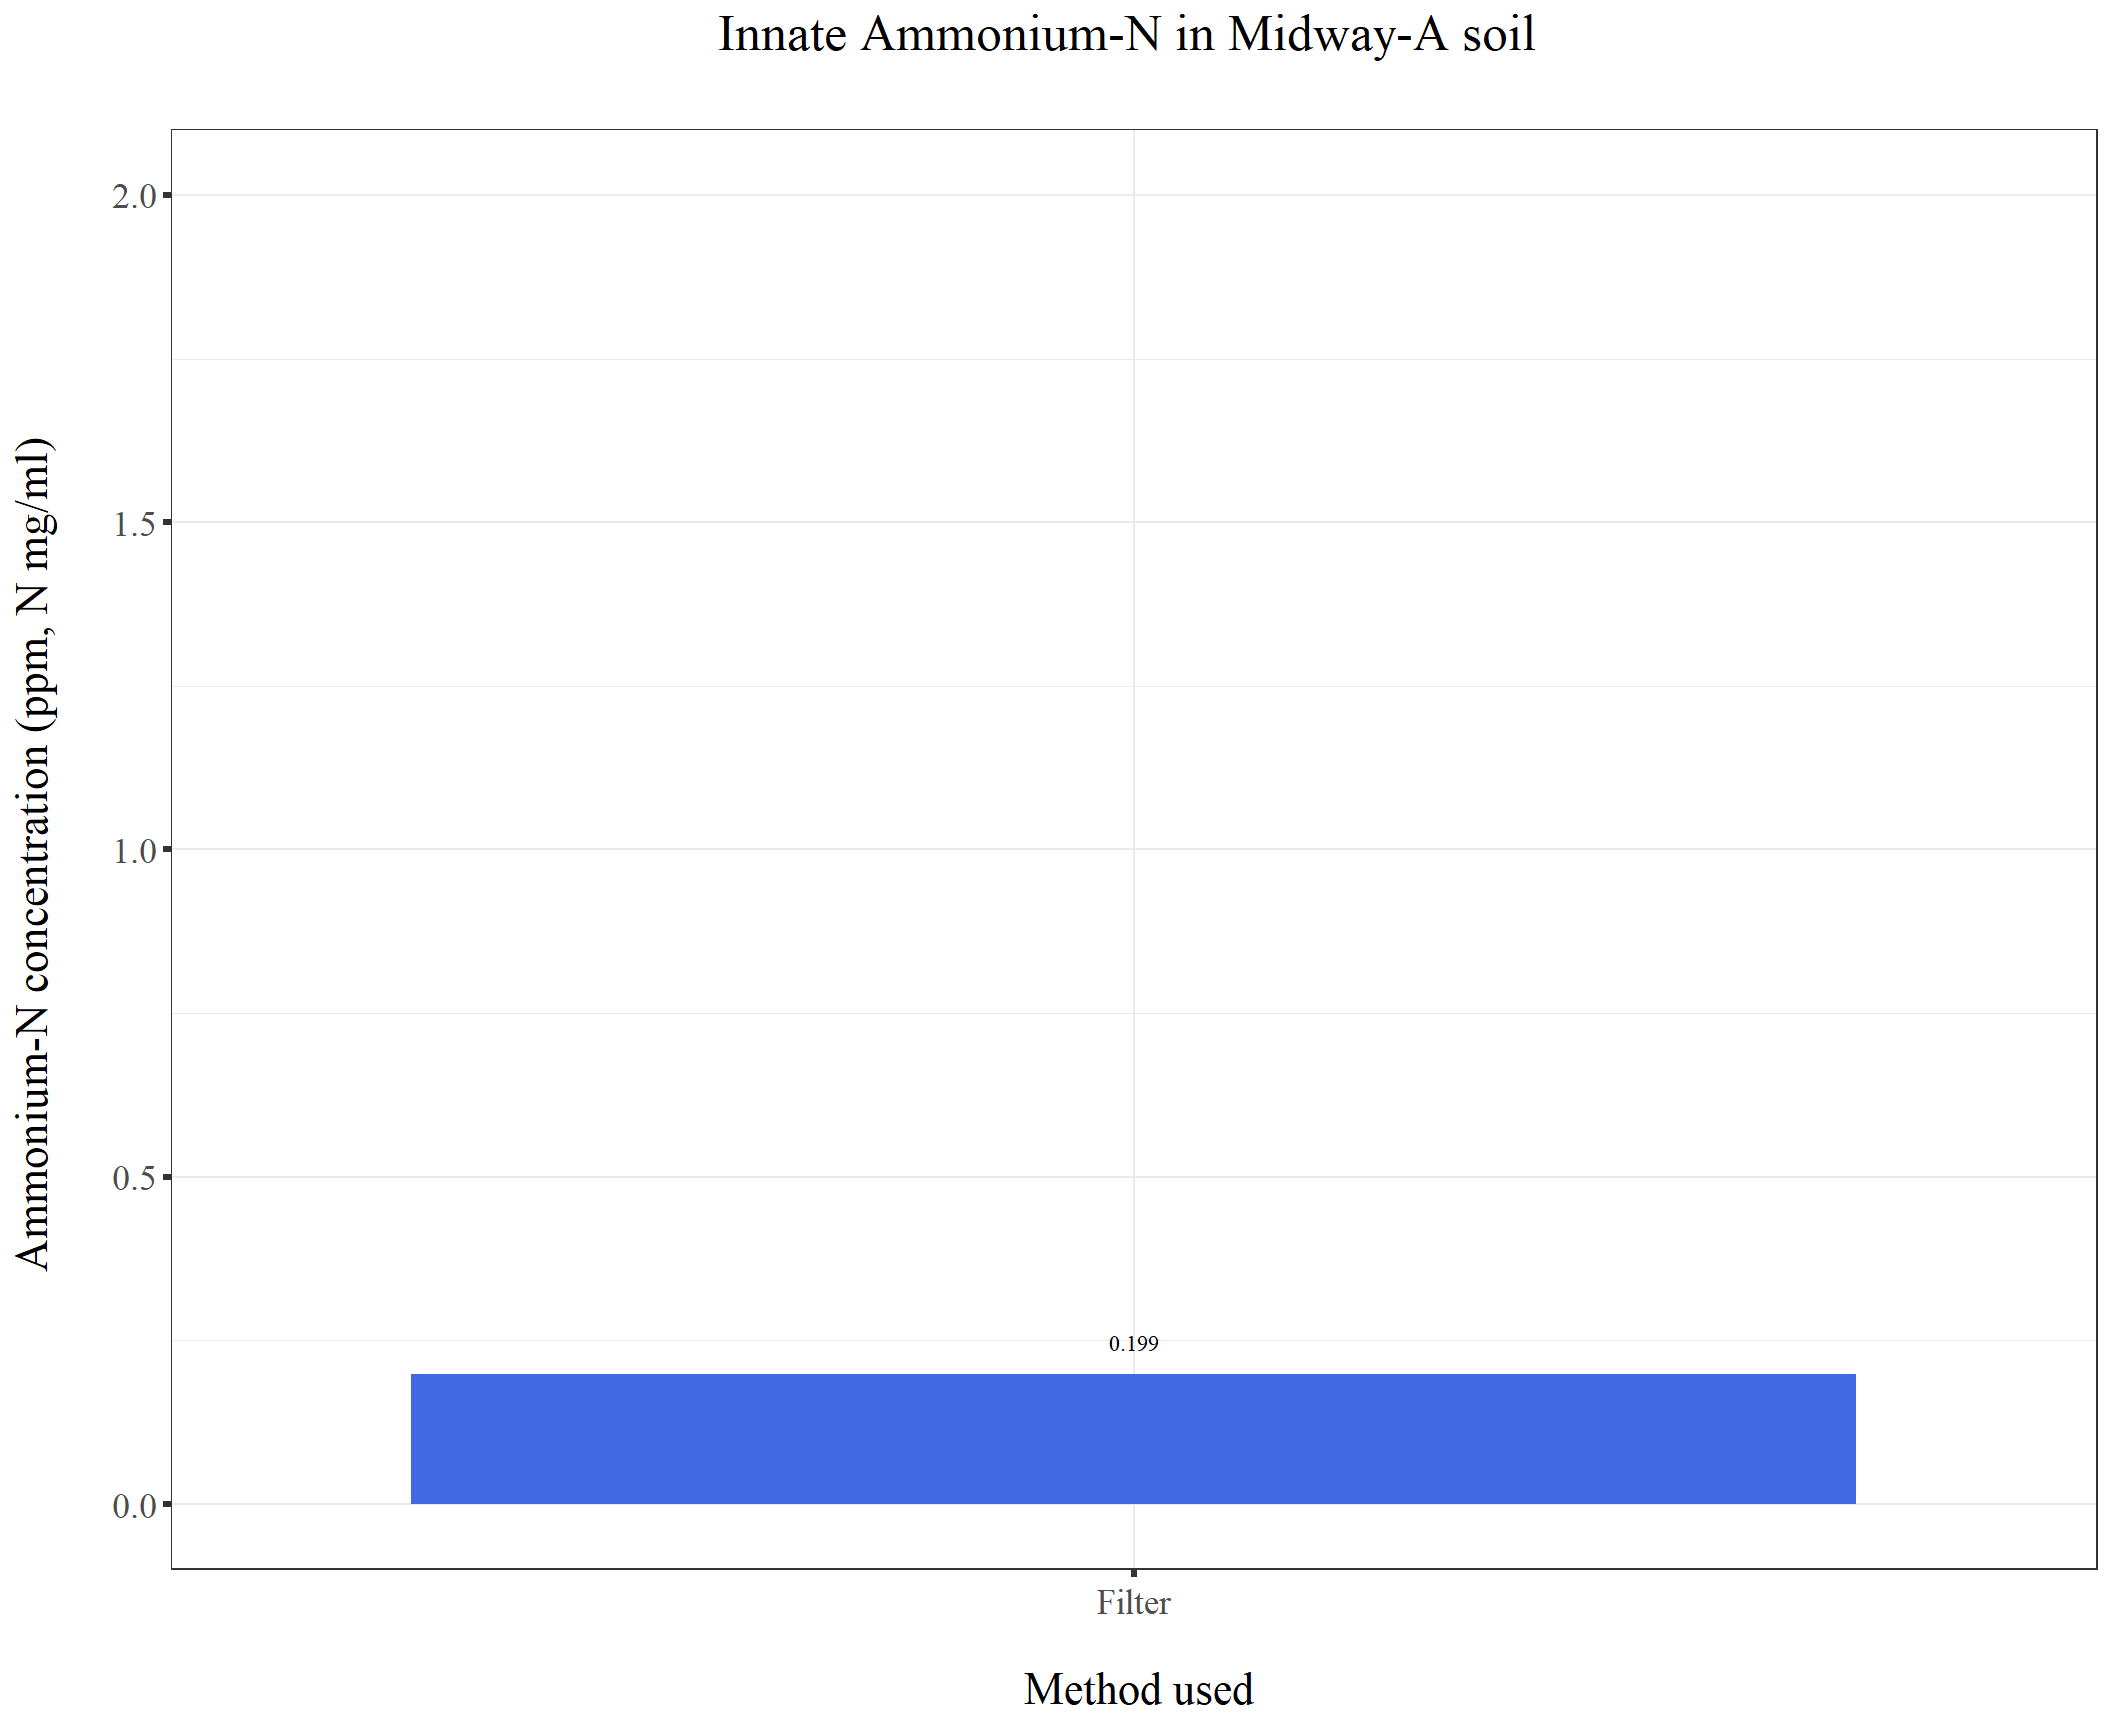 Innate Ammonium-N in Midway-A soil
Ammonium-N concentration (ppm, N mg/ml)
2.0
1.5
1.0
0.5
0.0
0.199
Filter
Method used